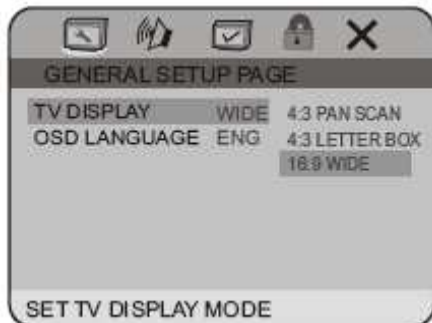 GENERAL SETUP PAGE
TV DISPLAY WIDE 4:3 PAN SCAN
OSD LANGUAGE ENG 4:3 LETTER BOX
16:9 WIDE
SET TV DISPLAY MODE